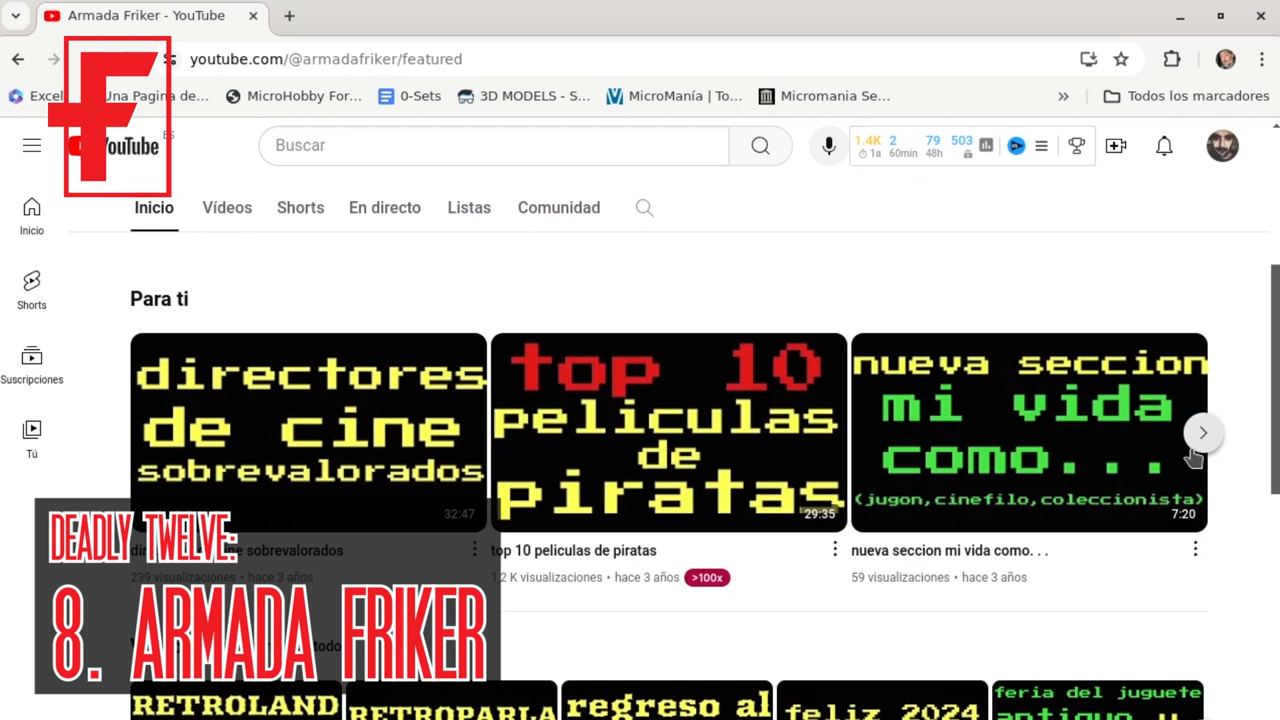 Armada Friker - YouTube
youtube.com/@armadafriker/featured
Una Pagina de...
MicroHobby For...
0-Sets
3D MODELS - S...
MicroManía | To...
Micromania Se...
»
Todos los marcadores
F
YouTube
ES
Buscar
1.4K 2 79 503
1a 60min 48h
Inicio
Vídeos
Shorts
En directo
Listas
Comunidad
Inicio
Shorts
Suscripciones
Tú
Para ti
directores
de cine
sobrevalorados
32:47
top 10
peliculas
de
piratas
29:35
nueva seccion
mi vida
como...
(jugon,cinefilo,coleccionista)
7:20
sobrevalorados
239 visualizaciones • hace 3 años
top 10 peliculas de piratas
1,2 K visualizaciones • hace 3 años >100x
nueva seccion mi vida como. . .
59 visualizaciones • hace 3 años
DEADLY TWELVE:
8. ARMADA FRIKER
RETROLAND
RETROPARLA
regreso al
feliz 2024
feria del juguete
antiguo y